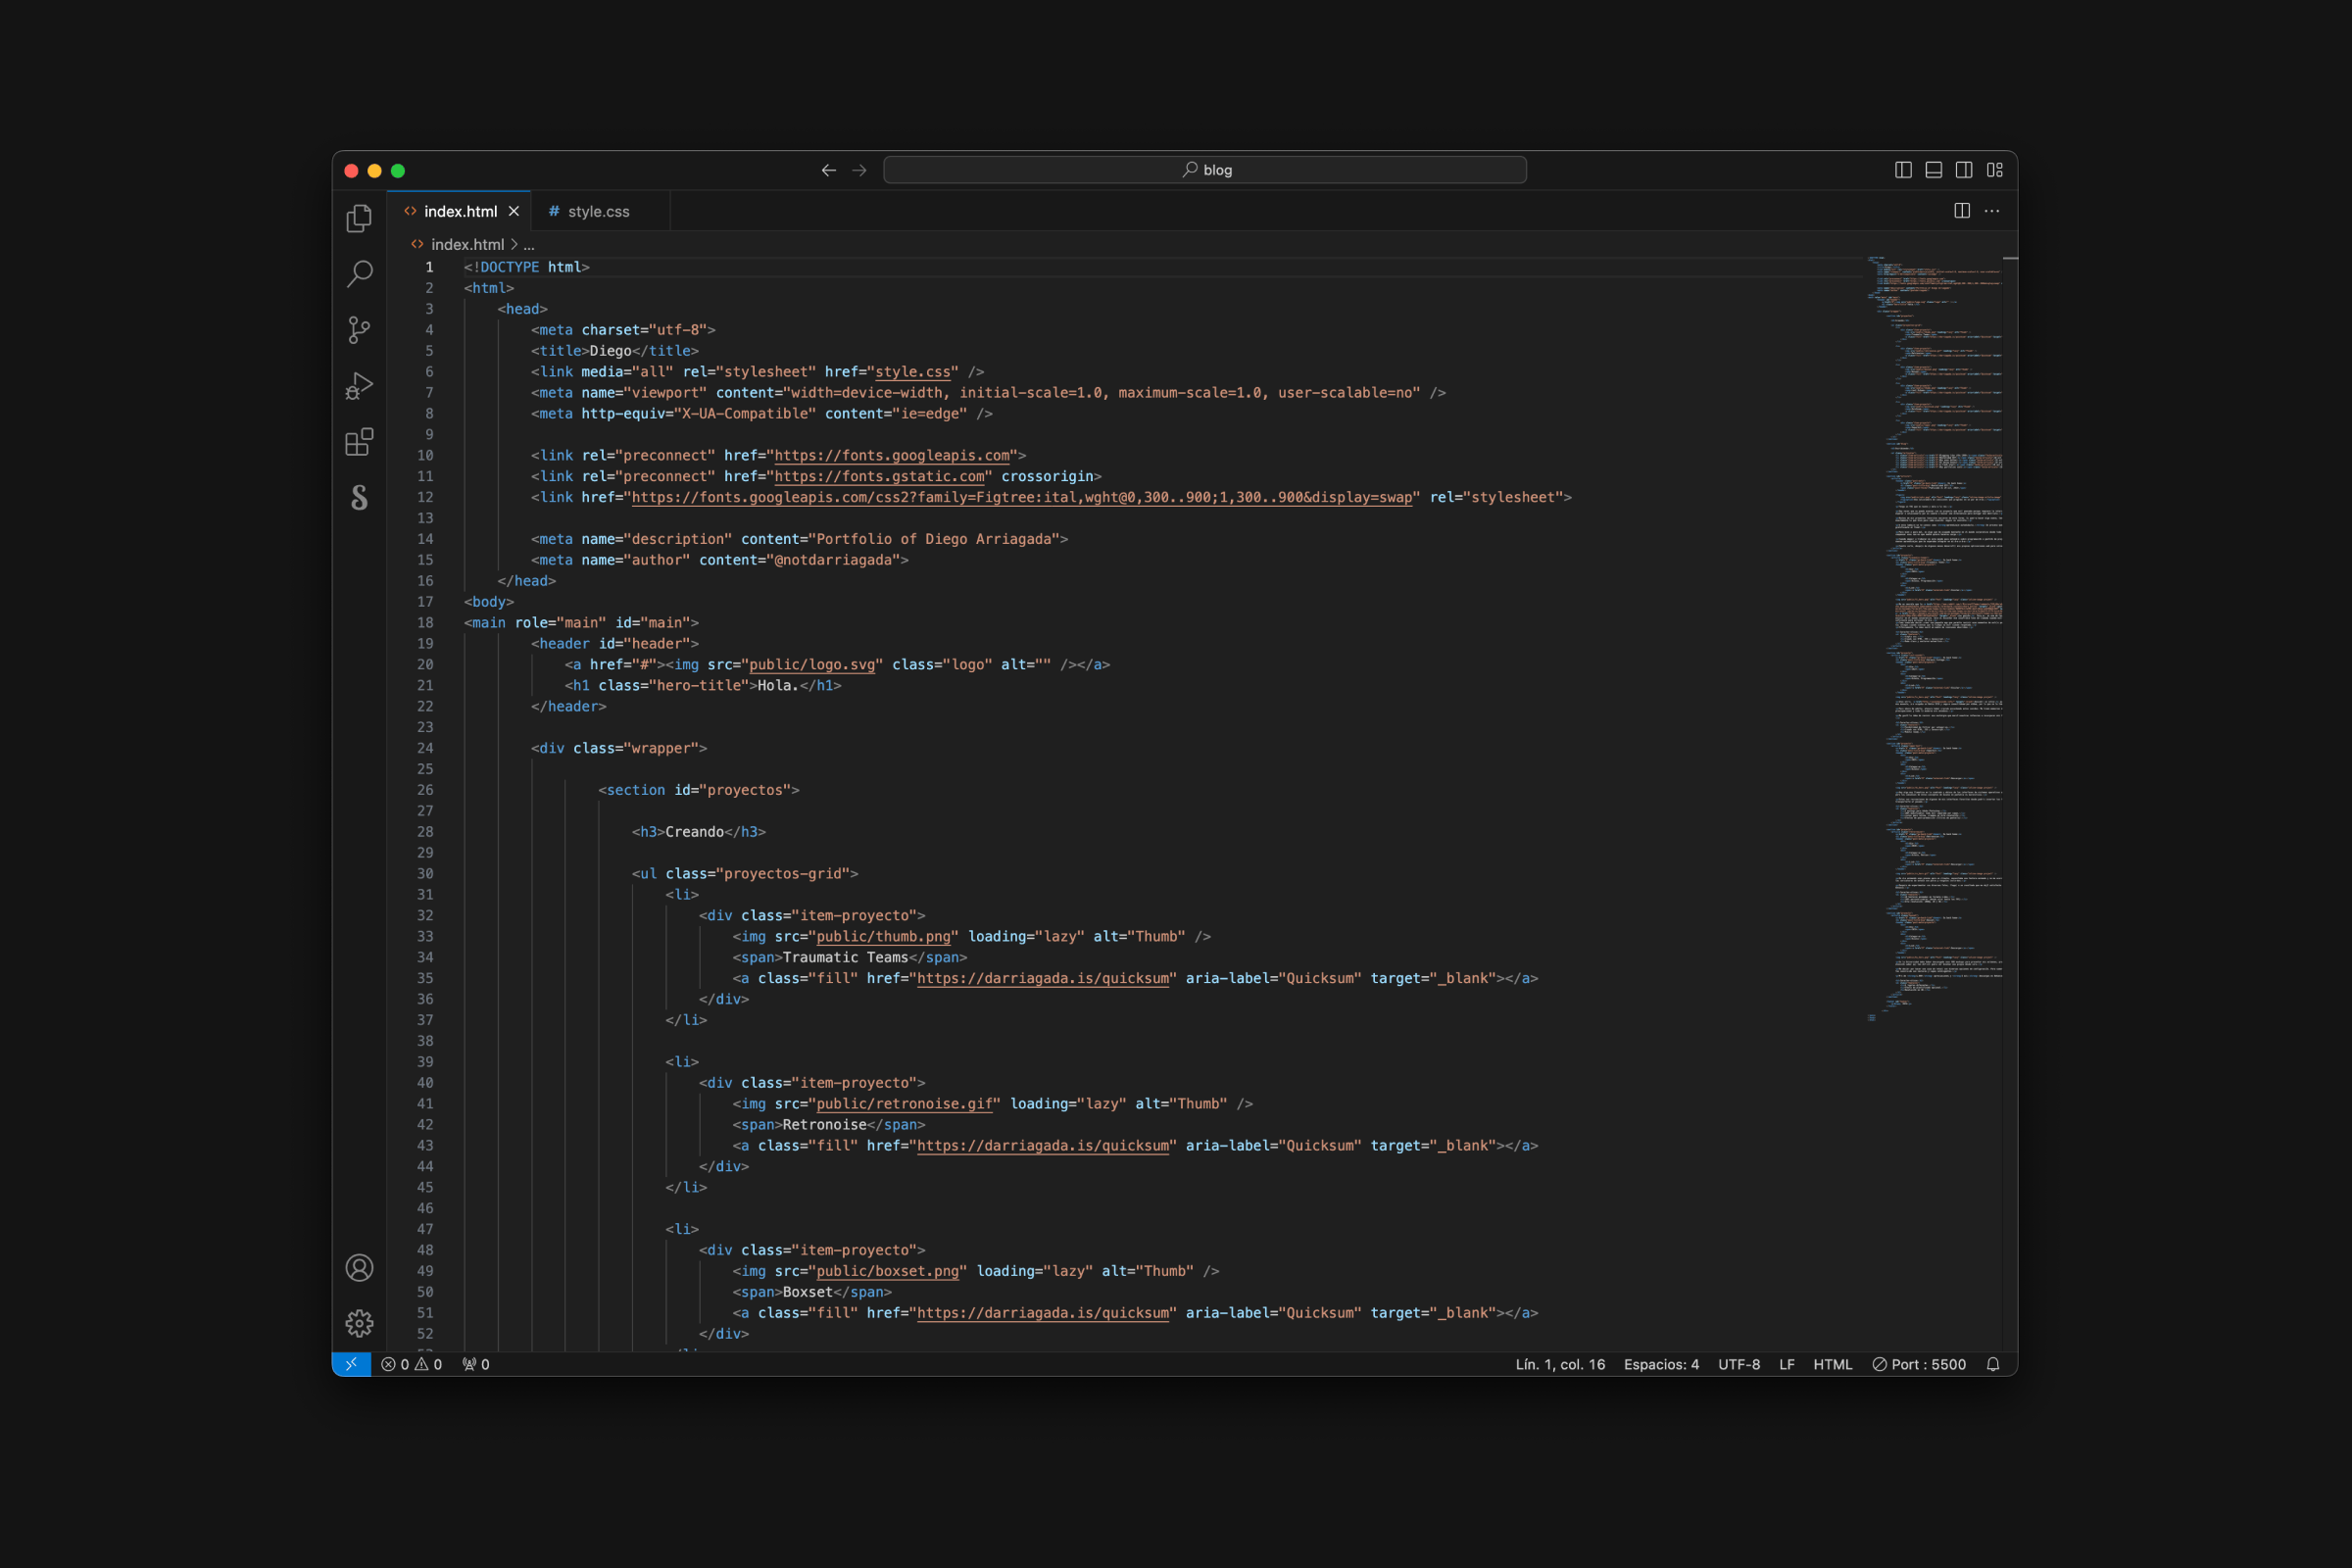 blog
index.html
# style.css
index.html > ...
1 <!DOCTYPE html>
2 <html>
3 <head>
4 <meta charset="utf-8">
5 <title>Diego</title>
6 <link media="all" rel="stylesheet" href="style.css" />
7 <meta name="viewport" content="width=device-width, initial-scale=1.0, maximum-scale=1.0, user-scalable=no" />
8 <meta http-equiv="X-UA-Compatible" content="ie=edge" />
9
10 <link rel="preconnect" href="https://fonts.googleapis.com">
11 <link rel="preconnect" href="https://fonts.gstatic.com" crossorigin>
12 <link href="https://fonts.googleapis.com/css2?family=Figtree:ital,wght@0,300..900;1,300..900&display=swap" rel="stylesheet">
13
14 <meta name="description" content="Portfolio of Diego Arriagada">
15 <meta name="author" content="@notdarriagada">
16 </head>
17 <body>
18 <main role="main" id="main">
19 <header id="header">
20 <a href="#"><img src="public/logo.svg" class="logo" alt="" /></a>
21 <h1 class="hero-title">Hola.</h1>
22 </header>
23
24 <div class="wrapper">
25
26 <section id="proyectos">
27
28 <h3>Creando</h3>
29
30 <ul class="proyectos-grid">
31 <li>
32 <div class="item-proyecto">
33 <img src="public/thumb.png" loading="lazy" alt="Thumb" />
34 <span>Traumatic Teams</span>
35 <a class="fill" href="https://darriagada.is/quicksum" aria-label="Quicksum" target="_blank"></a>
36 </div>
37 </li>
38
39 <li>
40 <div class="item-proyecto">
41 <img src="public/retronoise.gif" loading="lazy" alt="Thumb" />
42 <span>Retronoise</span>
43 <a class="fill" href="https://darriagada.is/quicksum" aria-label="Quicksum" target="_blank"></a>
44 </div>
45 </li>
46
47 <li>
48 <div class="item-proyecto">
49 <img src="public/boxset.png" loading="lazy" alt="Thumb" />
50 <span>Boxset</span>
51 <a class="fill" href="https://darriagada.is/quicksum" aria-label="Quicksum" target="_blank"></a>
52 </div>
0 0 0 Lín. 1, col. 16 Espacios: 4 UTF-8 LF HTML Port : 5500